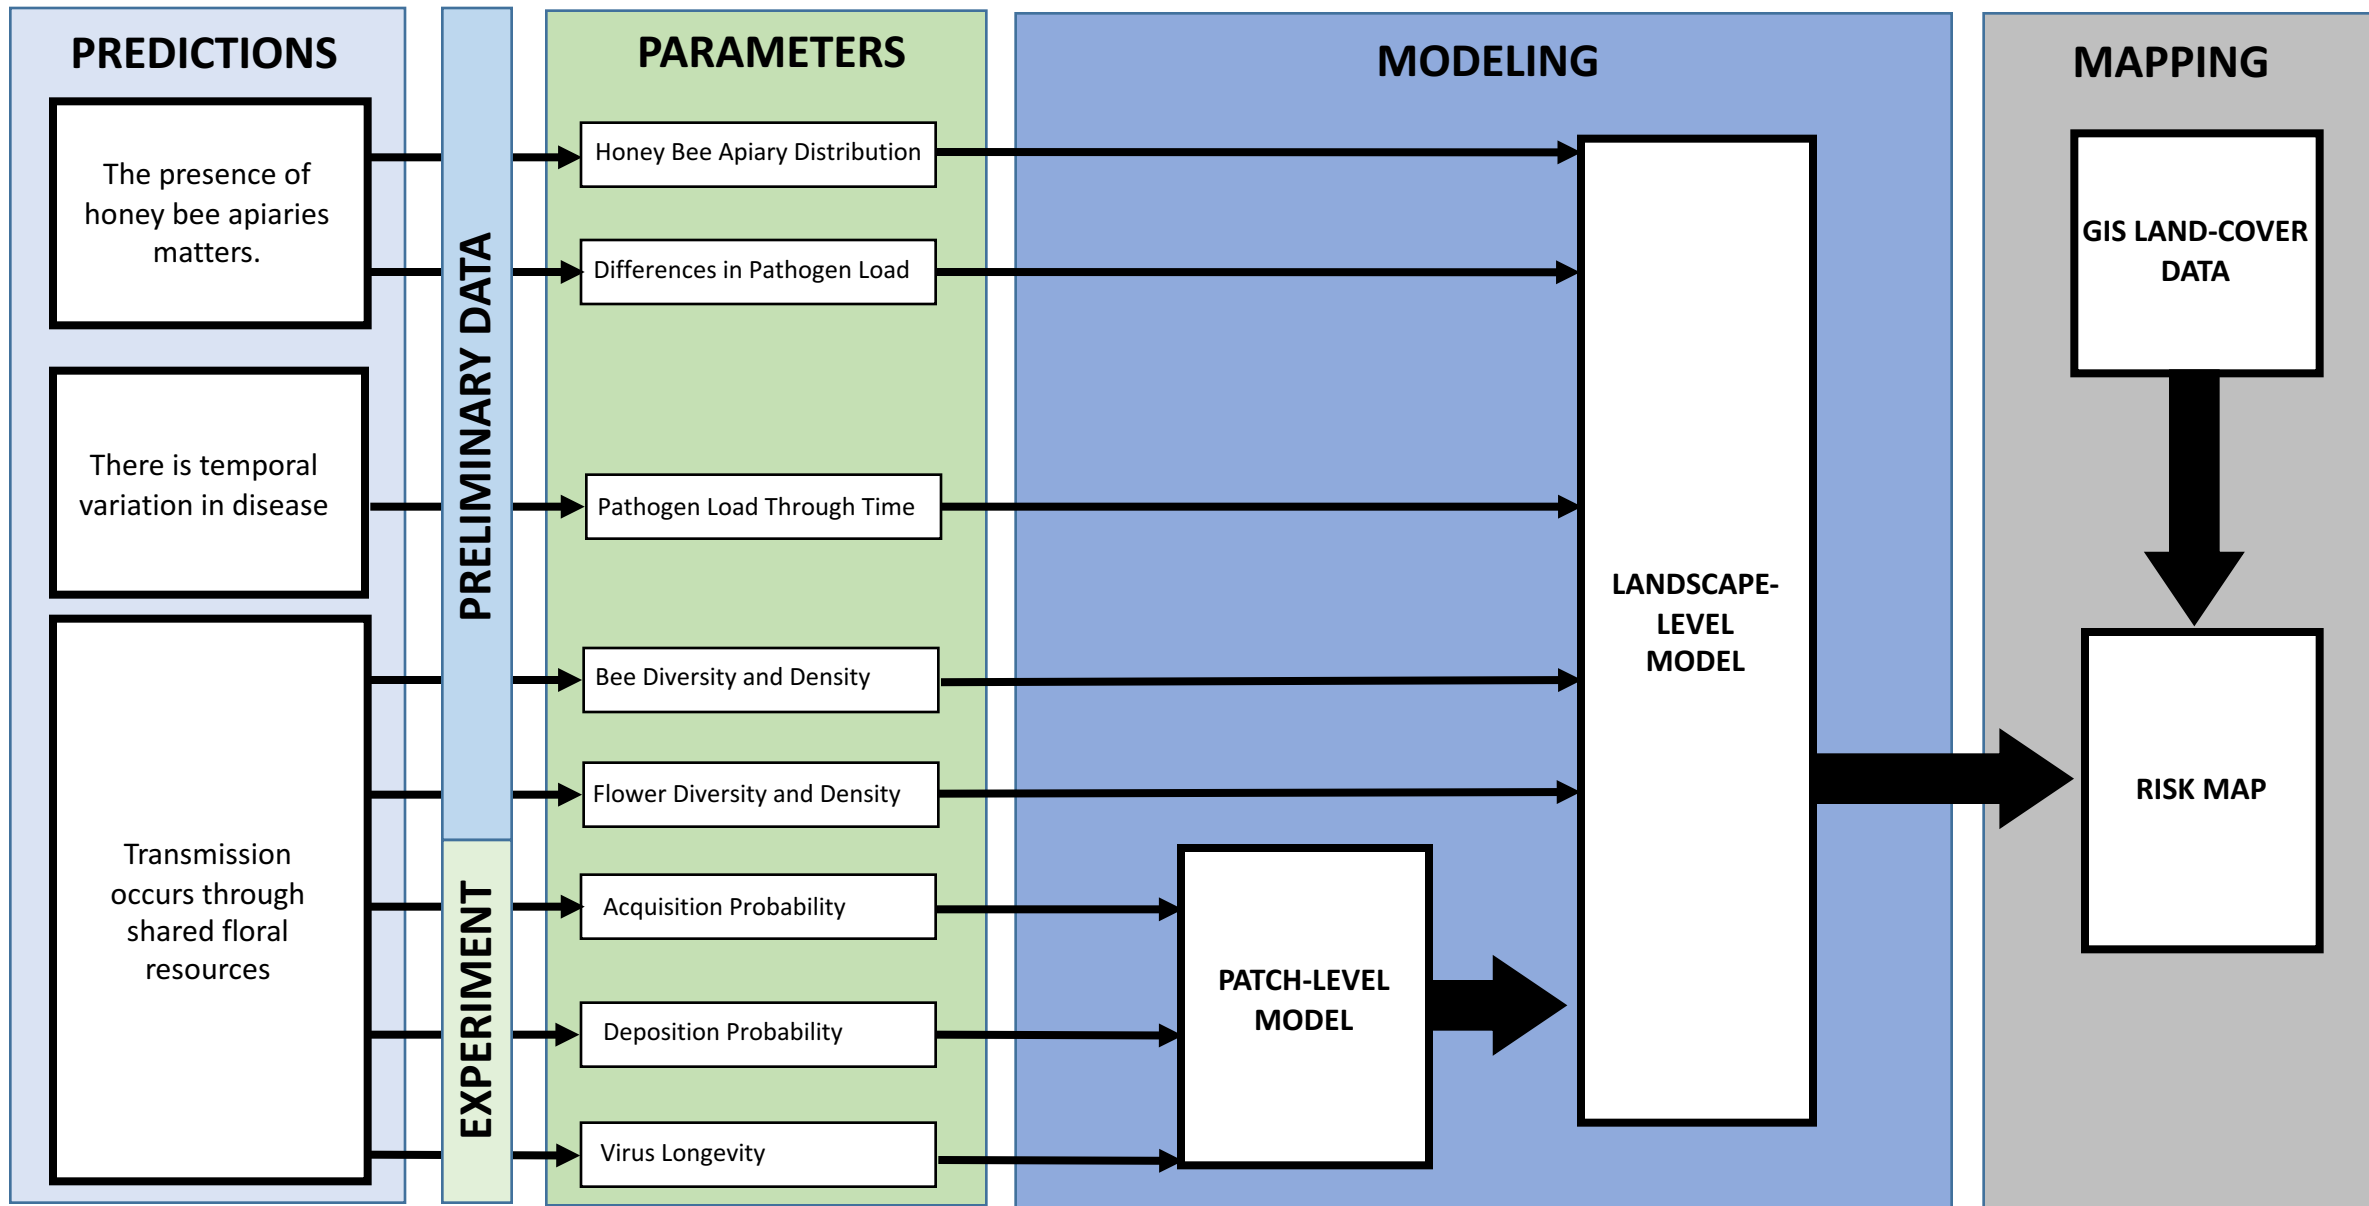 PREDICTIONS
The presence of
honey bee apiaries
matters.
There is temporal
variation in disease
Transmission
occurs through
shared floral
resources
PRELIMINARY DATA
EXPERIMENT
PARAMETERS
Honey Bee Apiary Distribution
Differences in Pathogen Load
Pathogen Load Through Time
Bee Diversity and Density
Flower Diversity and Density
Acquisition Probability
Deposition Probability
Virus Longevity
MODELING
PATCH-LEVEL
MODEL
LANDSCAPE-
LEVEL
MODEL
MAPPING
GIS LAND-COVER
DATA
RISK MAP